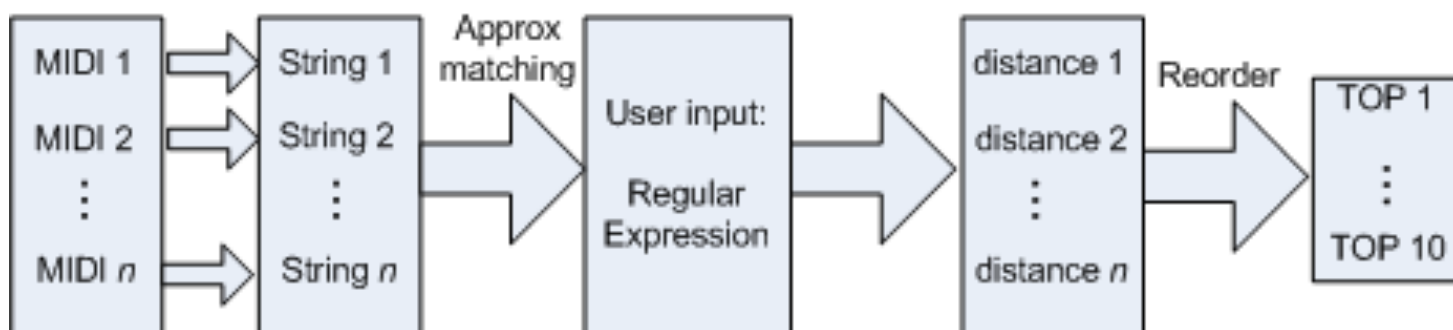 MIDI 1
MIDI 2
⋮
MIDI n
String 1
String 2
⋮
String n
Approx
matching
User input:
Regular
Expression
distance 1
distance 2
⋮
distance n
Reorder
TOP 1
⋮
TOP 10